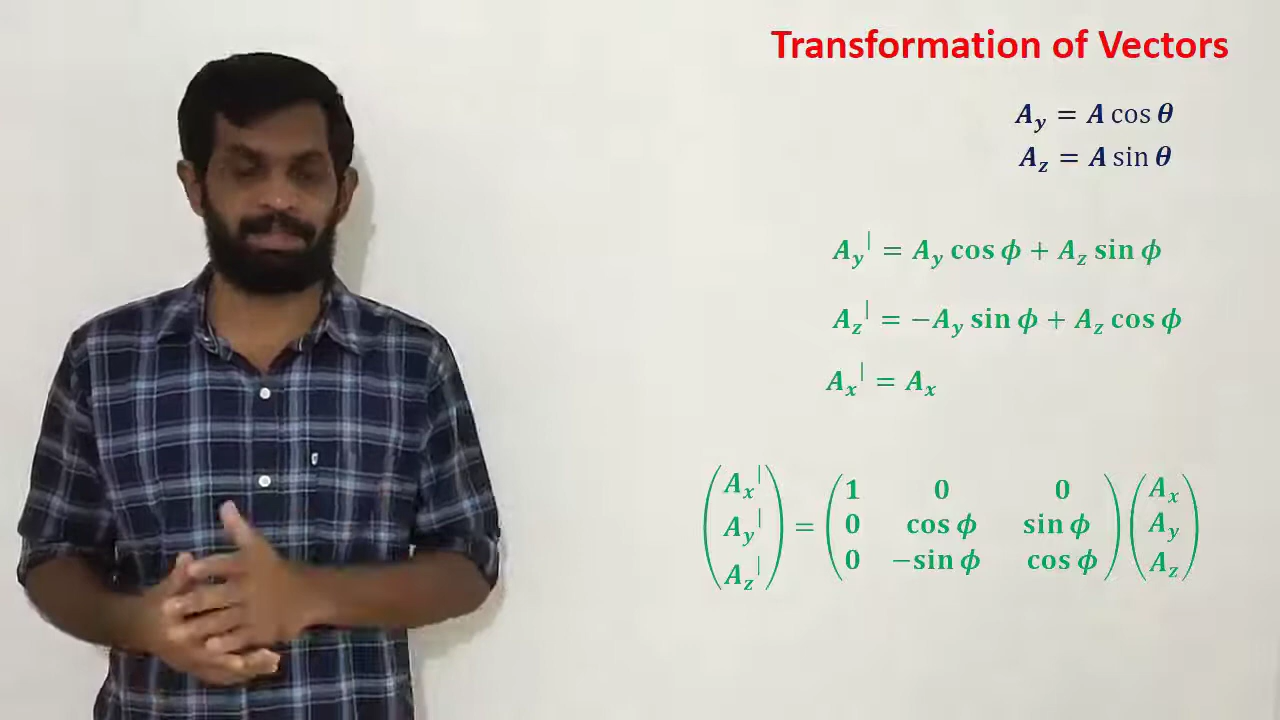 Transformation of Vectors
A_y = A cos θ
A_z = A sin θ
A_y^| = A_y cos ϕ + A_z sin ϕ
A_z^| = −A_y sin ϕ + A_z cos ϕ
A_x^| = A_x
(A_x^| A_y^| A_z^|) = (1 0 0; 0 cos ϕ sin ϕ; 0 −sin ϕ cos ϕ) (A_x A_y A_z)